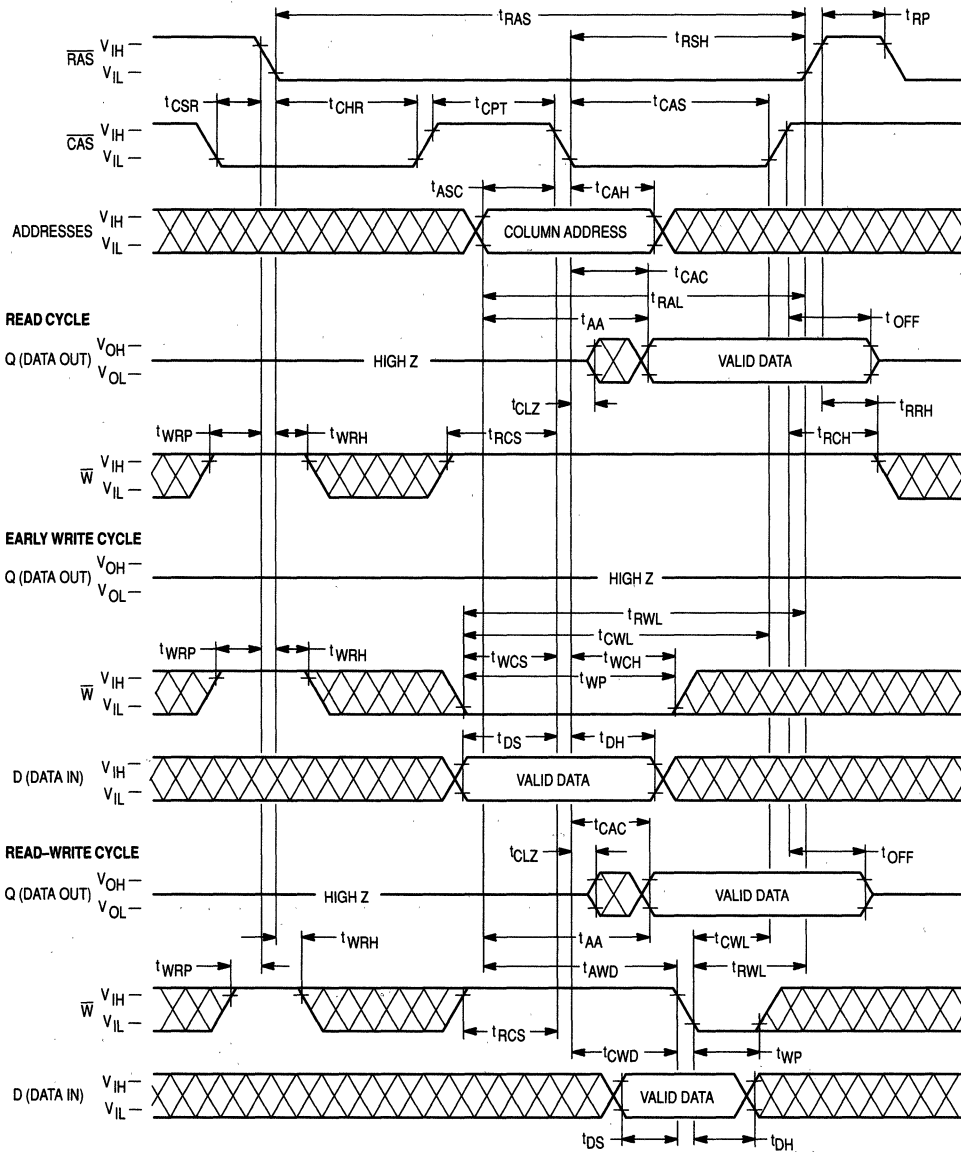 tRAS
tRP
tRSH
RAS VIH
VIL
tCSR tCHR tCPT tCAS
CAS VIH
VIL
tASC tCAH
ADDRESSES VIH
VIL
COLUMN ADDRESS
tCAC
tRAL
READ CYCLE
tAA
tOFF
Q (DATA OUT) VOH
VOL
HIGH Z
VALID DATA
tCLZ
tRRH
tWRP tWRH tRCS tRCH
W VIH
VIL
EARLY WRITE CYCLE
Q (DATA OUT) VOH
VOL
HIGH Z
tRWL
tCWL
tWRP tWRH tWCS tWCH
tWP
W VIH
VIL
tDS tDH
D (DATA IN) VIH
VIL
VALID DATA
tCAC
READ–WRITE CYCLE
tCLZ
tOFF
Q (DATA OUT) VOH
VOL
HIGH Z
VALID DATA
tWRH tAA tCWL
tWRP tAWD tRWL
W VIH
VIL
tRCS
tCWD tWP
D (DATA IN) VIH
VIL
VALID DATA
tDS tDH